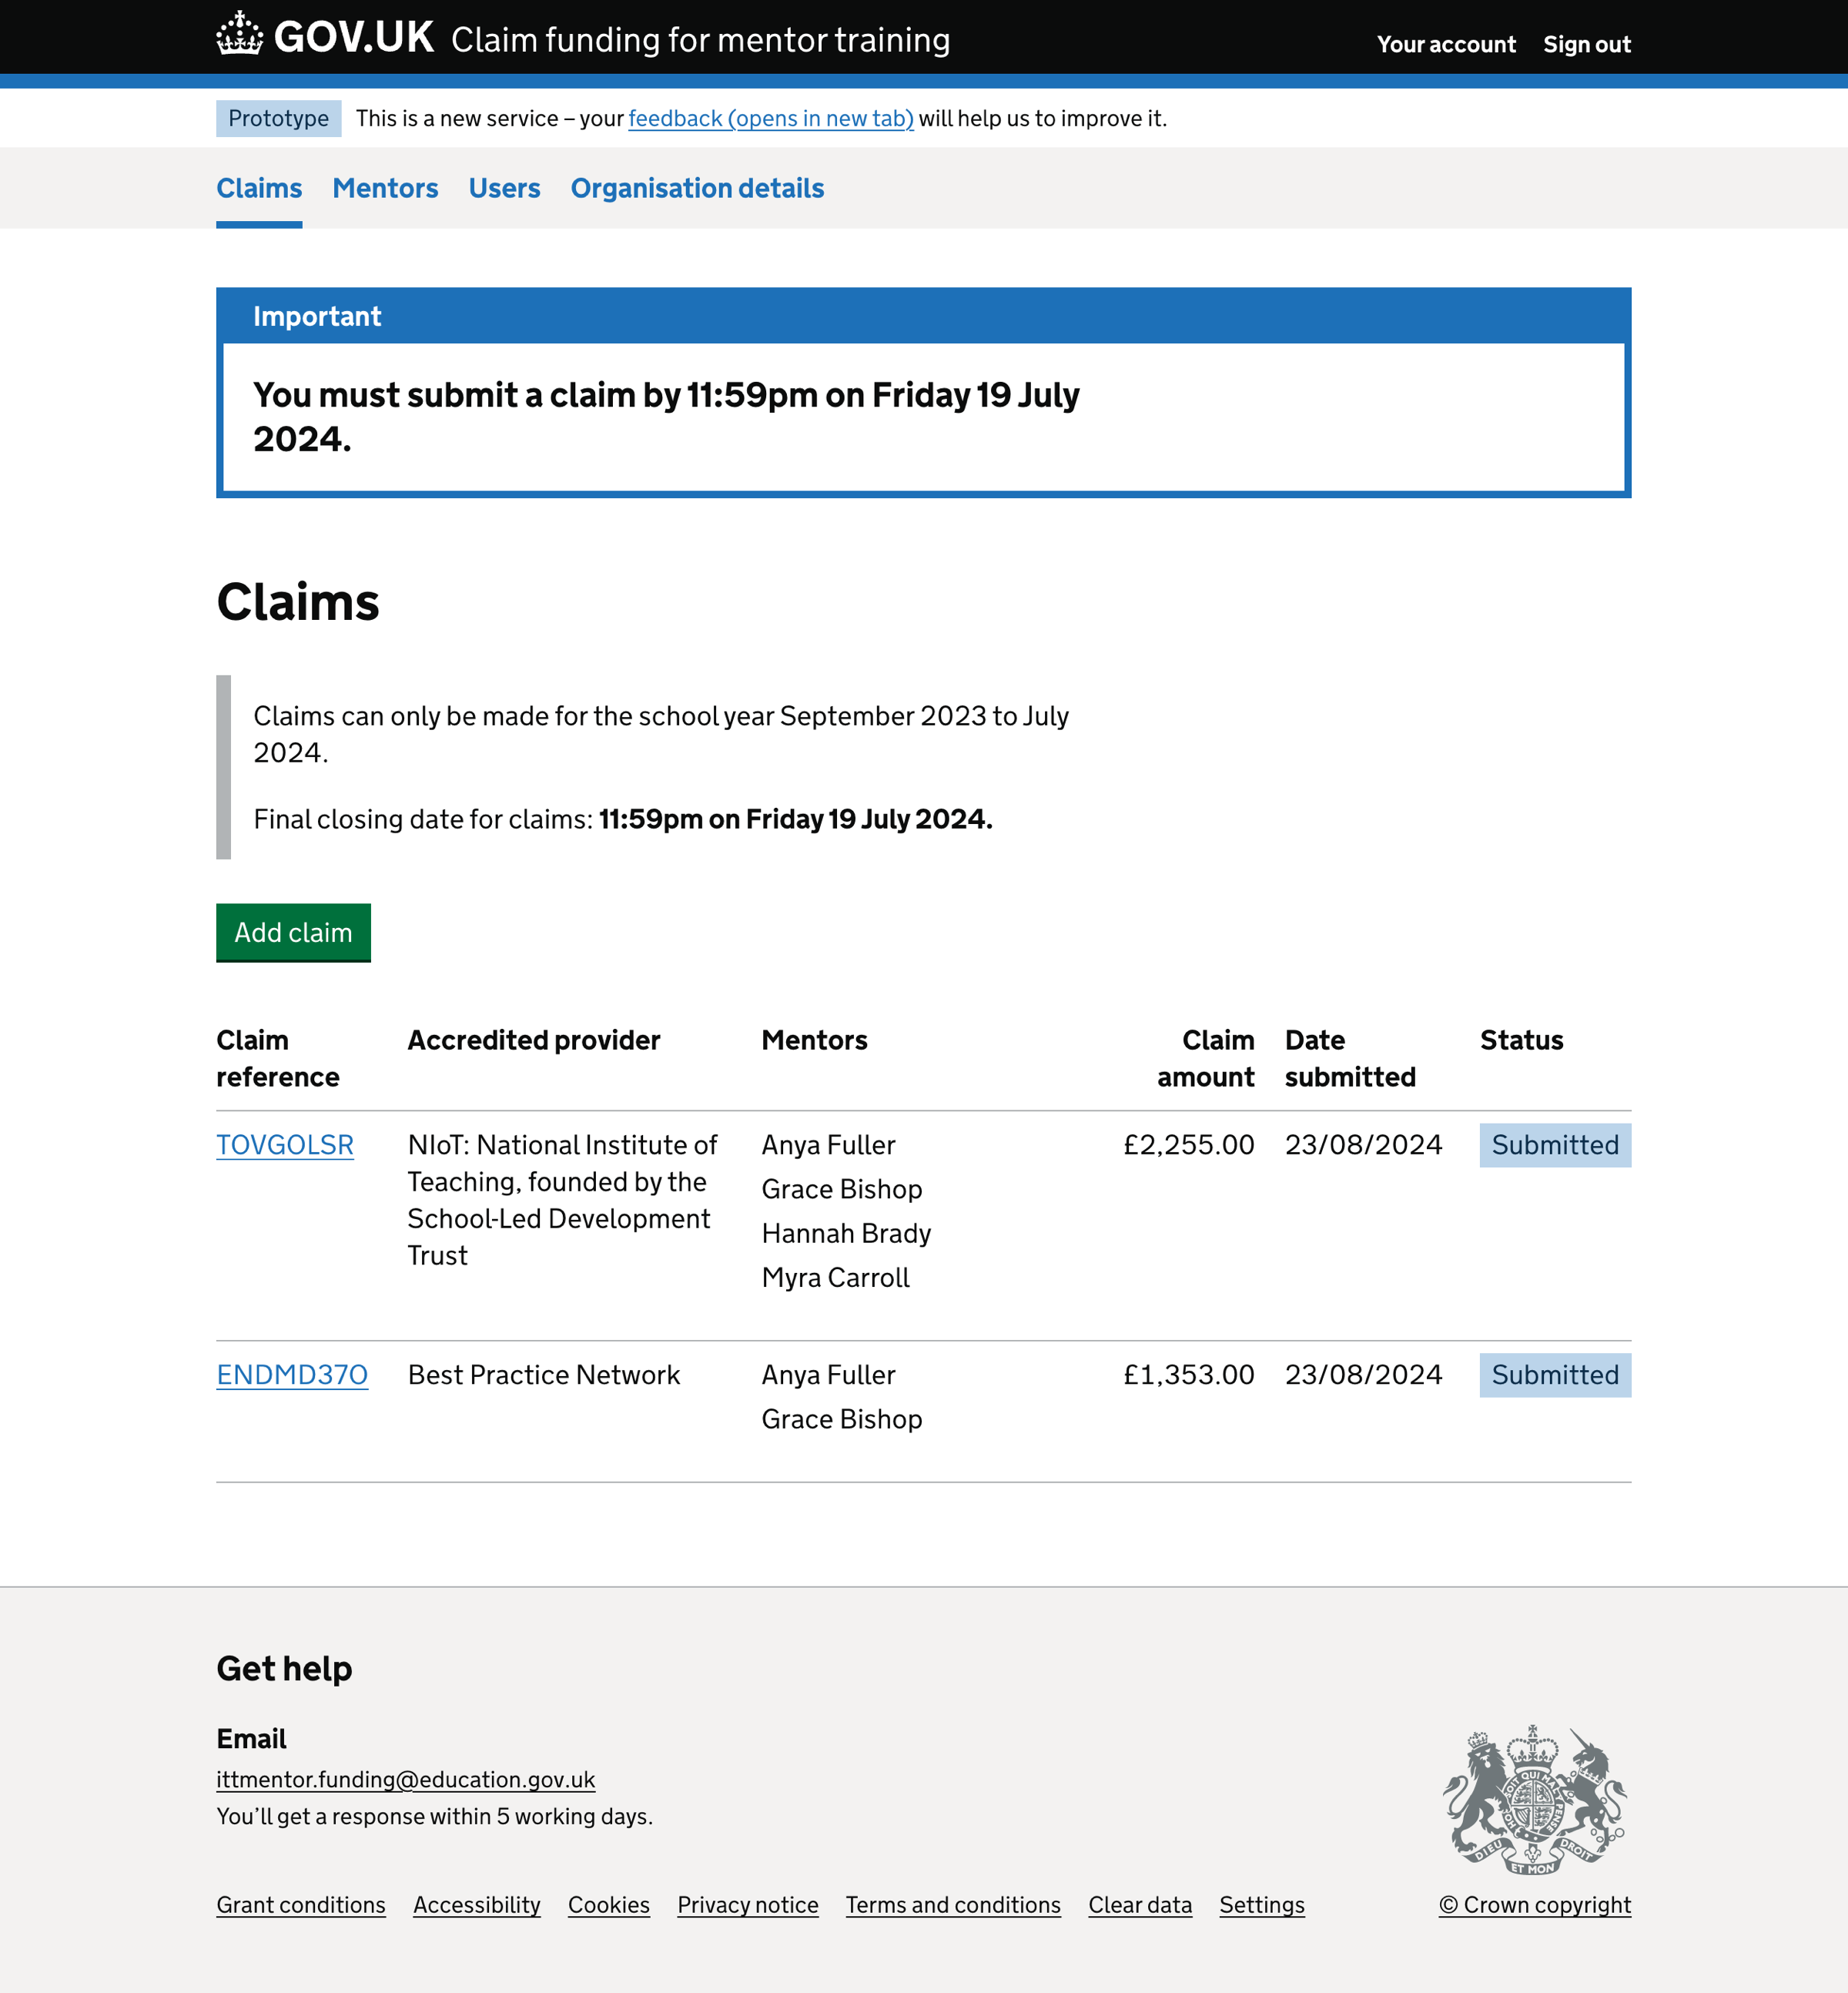 GOV.UK Claim funding for mentor training
Your account Sign out
Prototype This is a new service – your feedback (opens in new tab) will help us to improve it.
Claims Mentors Users Organisation details
Important
You must submit a claim by 11:59pm on Friday 19 July
2024.
Claims
Claims can only be made for the school year September 2023 to July
2024.
Final closing date for claims: 11:59pm on Friday 19 July 2024.
Add claim
Claim
reference
Accredited provider
Mentors
Claim
amount
Date
submitted
Status
TOVGOLSR
NIoT: National Institute of
Teaching, founded by the
School-Led Development
Trust
Anya Fuller
Grace Bishop
Hannah Brady
Myra Carroll
£2,255.00
23/08/2024
Submitted
ENDMD37O
Best Practice Network
Anya Fuller
Grace Bishop
£1,353.00
23/08/2024
Submitted
Get help
Email
ittmentor.funding@education.gov.uk
You’ll get a response within 5 working days.
DIEU ET MON DROIT
Grant conditions Accessibility Cookies Privacy notice Terms and conditions Clear data Settings
© Crown copyright